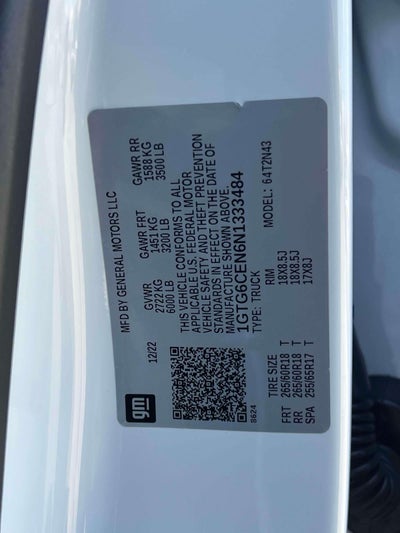 gm
MFD BY GENERAL MOTORS LLC
12/22
GVWR GAWR FRT GAWR RR
2722 KG 1451 KG 1588 KG
6000 LB 3200 LB 3500 LB
THIS VEHICLE CONFORMS TO ALL
APPLICABLE U.S. FEDERAL MOTOR
VEHICLE SAFETY AND THEFT PREVENTION
STANDARDS IN EFFECT ON THE DATE OF
MANUFACTURE SHOWN ABOVE.
1GTG6CEN6N1333484
TYPE: TRUCK MODEL: 64T2N43
8624
TIRE SIZE RIM
FRT 265/60R18 T 18X8.5J
RR 265/60R18 T 18X8.5J
SPA 255/65R17 T 17X8J